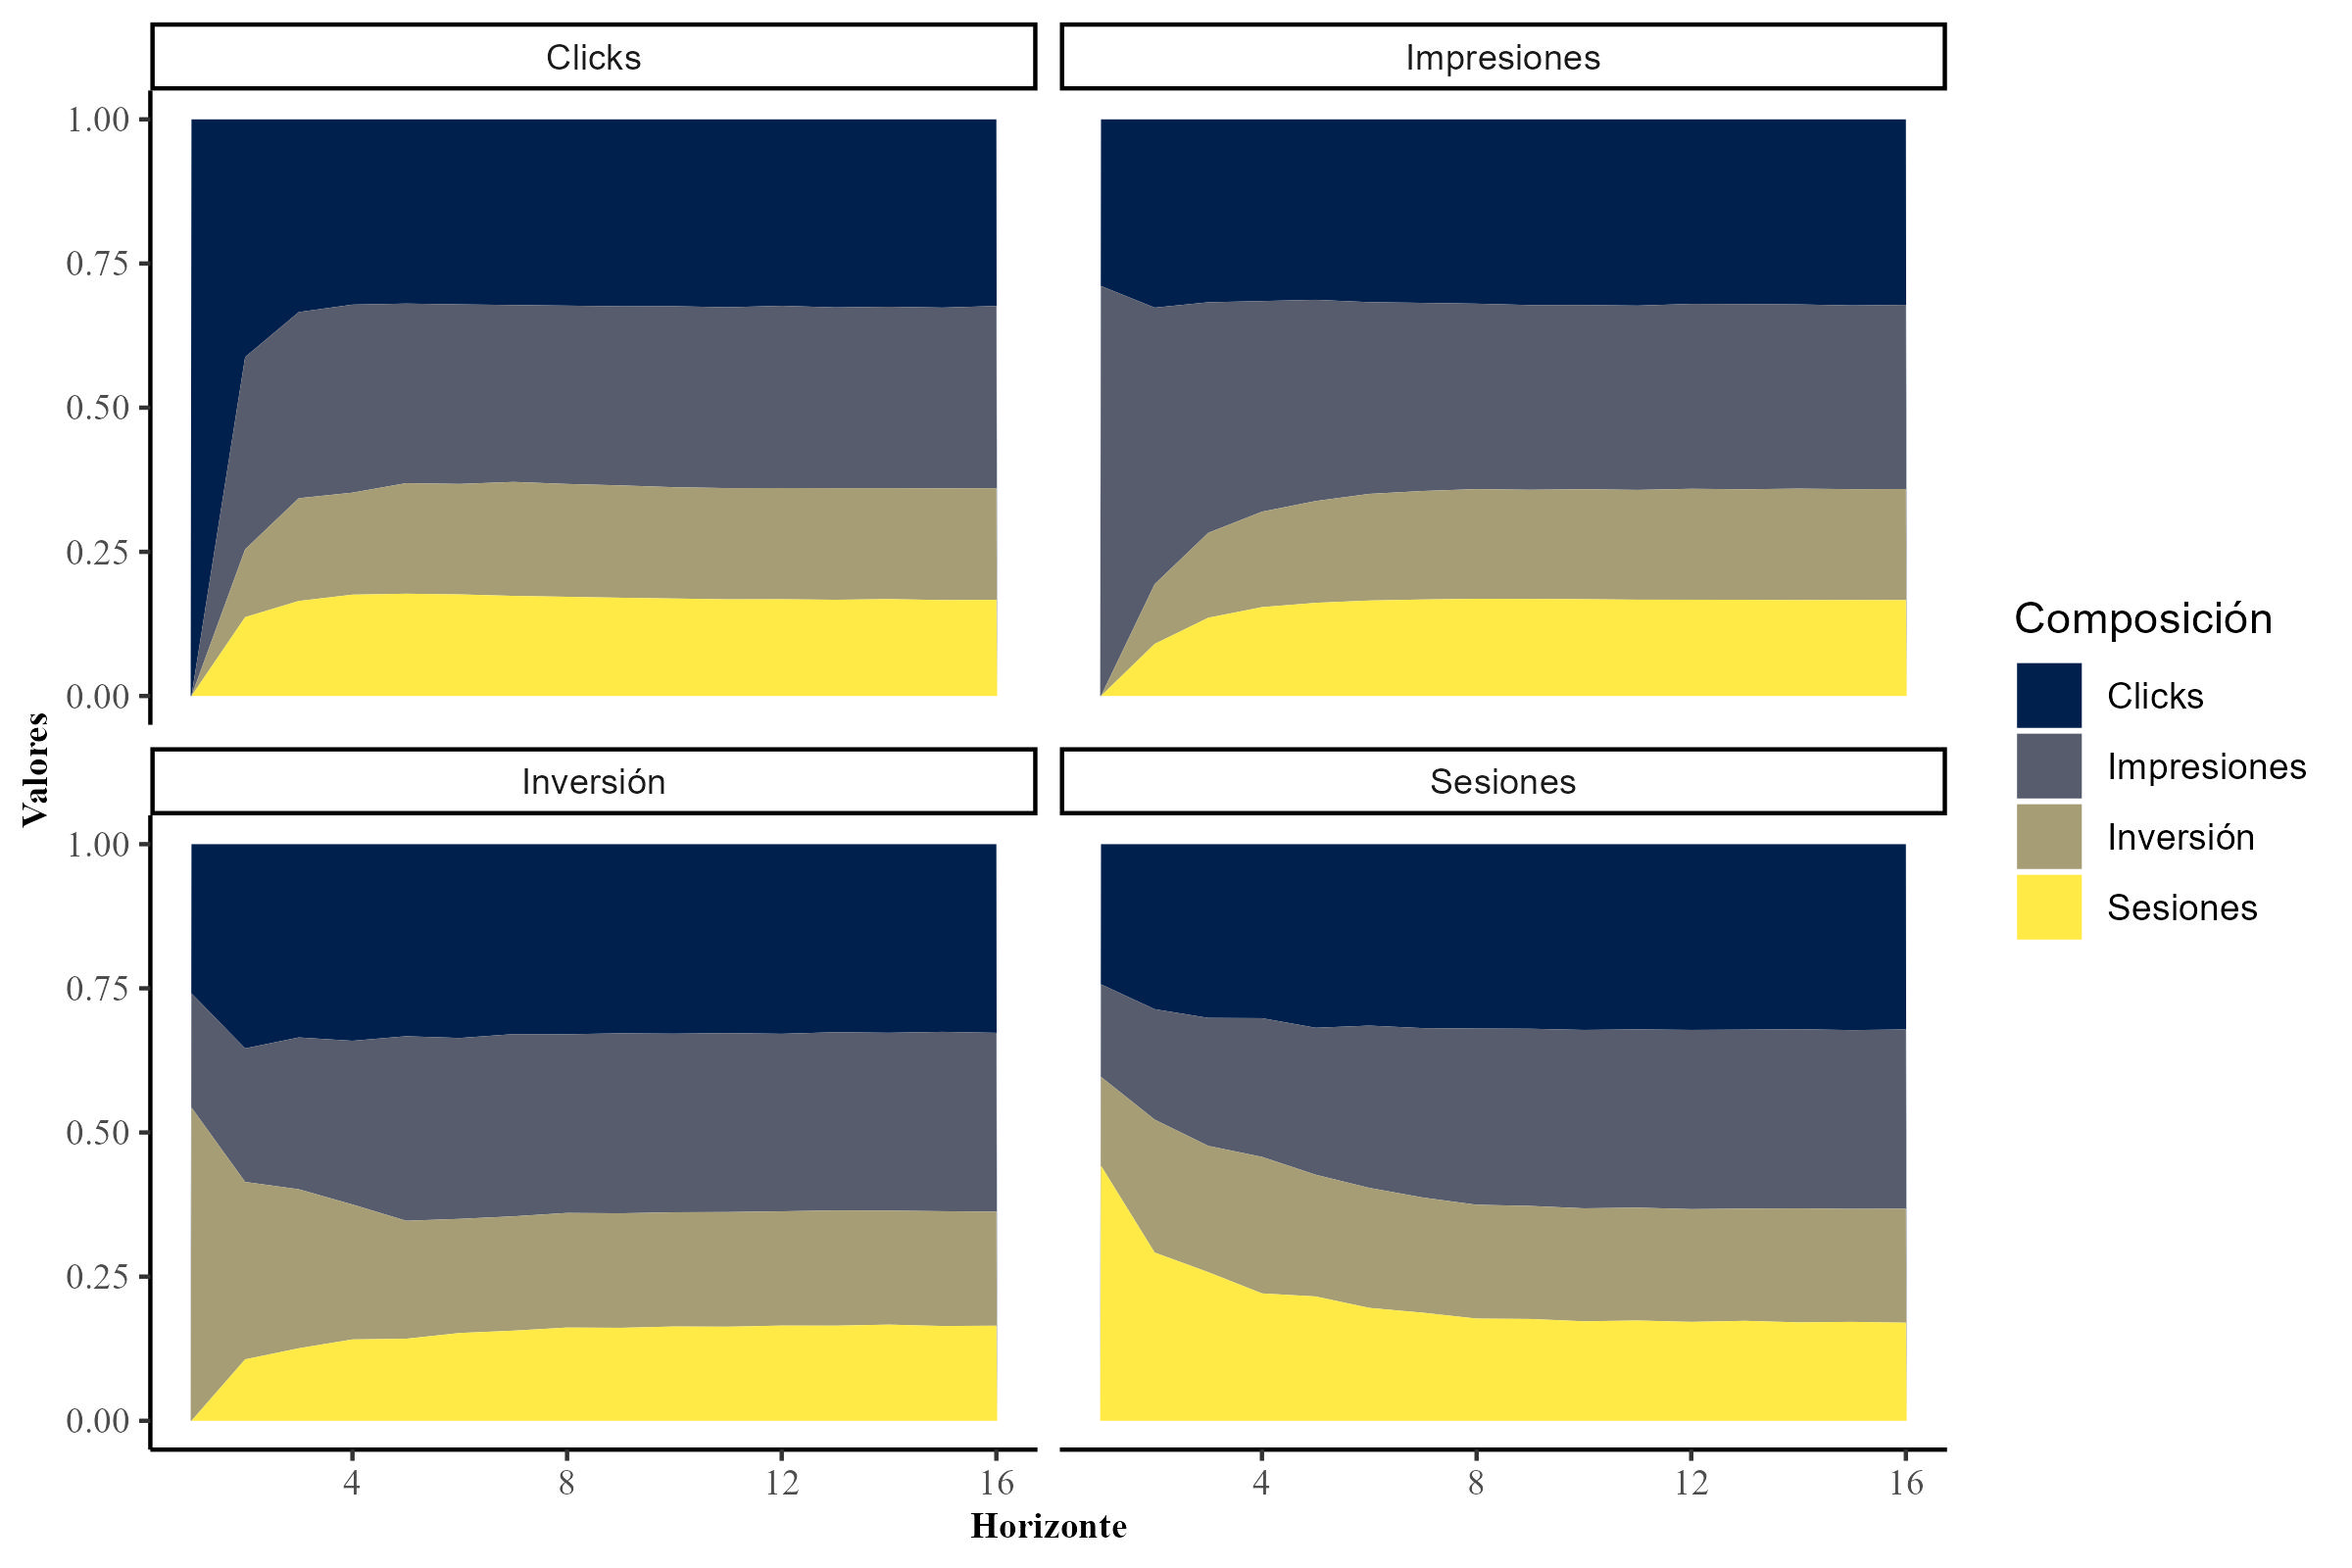 Clicks
Impresiones
1.00
0.75
0.50
0.25
0.00
Valores
Inversión
Sesiones
1.00
0.75
0.50
0.25
0.00
4 8 12 16
4 8 12 16
Horizonte
Composición
Clicks
Impresiones
Inversión
Sesiones